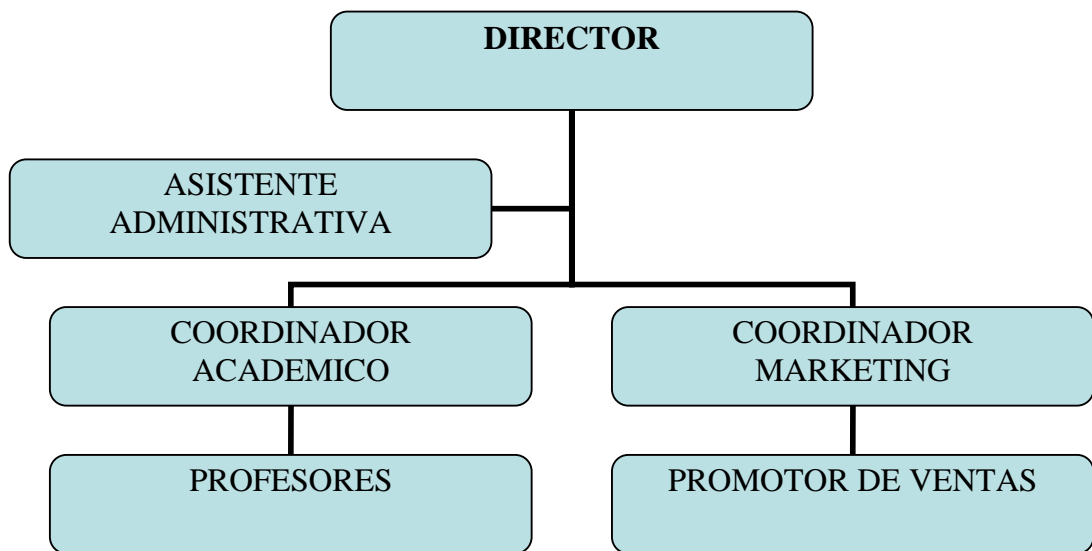 DIRECTOR
ASISTENTE
ADMINISTRATIVA
COORDINADOR
ACADEMICO
COORDINADOR
MARKETING
PROFESORES
PROMOTOR DE VENTAS